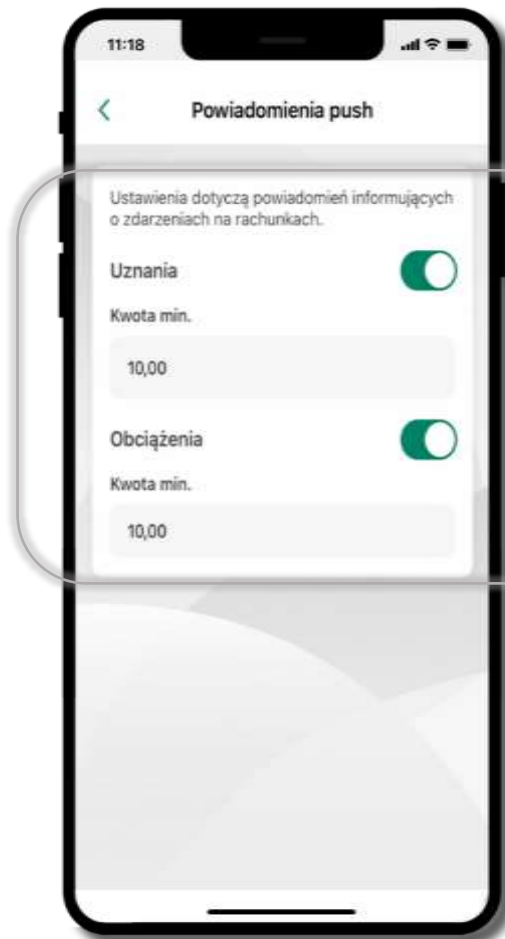 11:18
Powiadomienia push
Ustawienia dotyczą powiadomień informujących
o zdarzeniach na rachunkach.
Uznania
Kwota min.
10,00
Obciążenia
Kwota min.
10,00